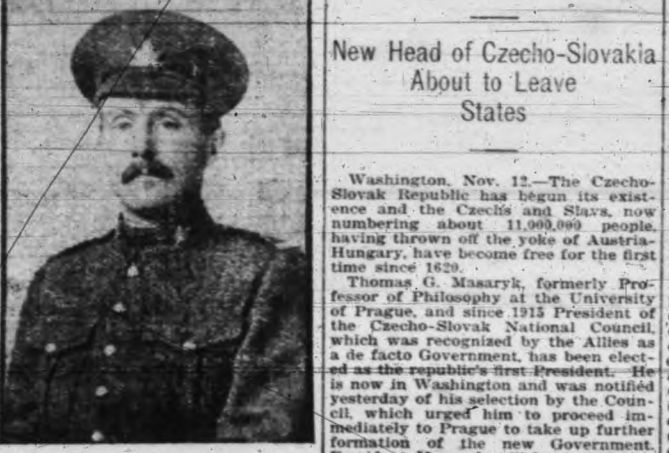 New Head of Czecho-Slovakia
About to Leave
States
Washington, Nov. 12.—The Czecho-
Slovak Republic has begun its exist-
ence and the Czechs and Slavs, now
numbering about 11,000,000 people,
having thrown off the yoke of Austria-
Hungary, have become free for the first
time since 1620.
Thomas G. Masaryk, formerly Pro-
fessor of Philosophy at the University
of Prague, and since 1915 President of
the Czecho-Slovak National Council,
which was recognized by the Allies as
a de facto Government, has been elect-
ed as the republic's first President. He
is now in Washington and was notified
yesterday of his selection by the Coun-
cil, which urged him to proceed im-
mediately to Prague to take up further
formation of the new Government.